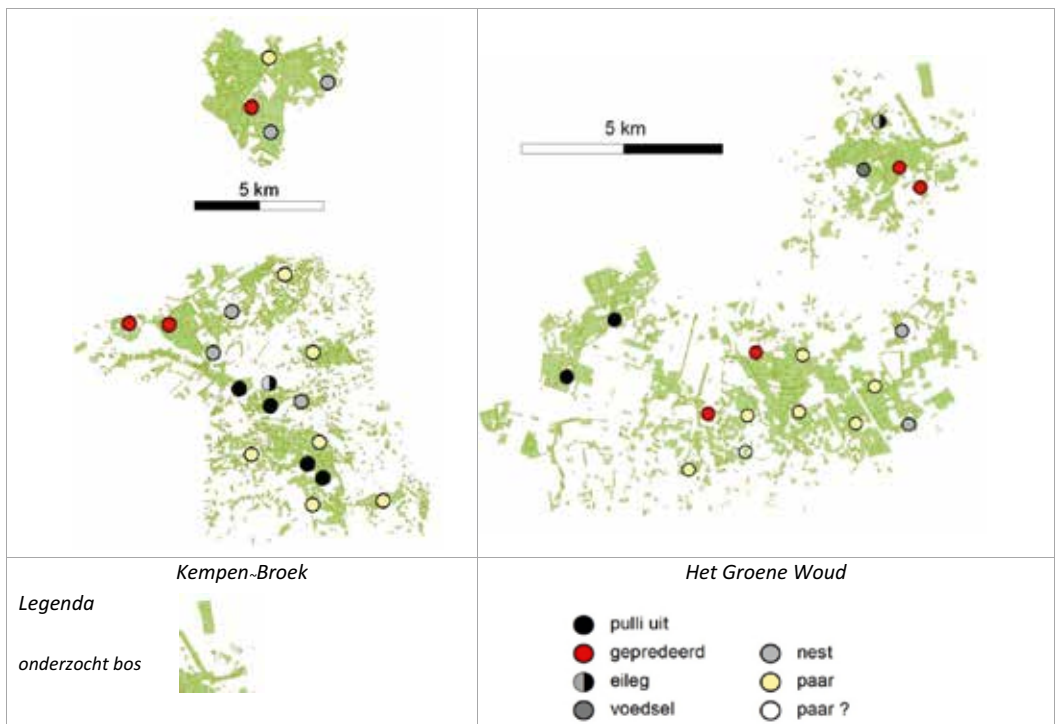 5 km
5 km
Kempen~Broek
Legenda
onderzocht bos
Het Groene Woud
pulli uit
gepredeerd
eileg
voedsel
nest
paar
paar ?